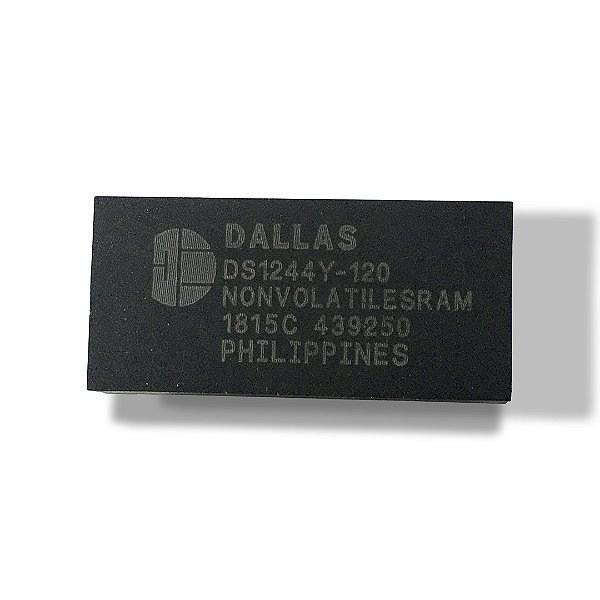 DALLAS
DS1244Y-120
NONVOLATILESRAM
1815C 439250
PHILIPPINES